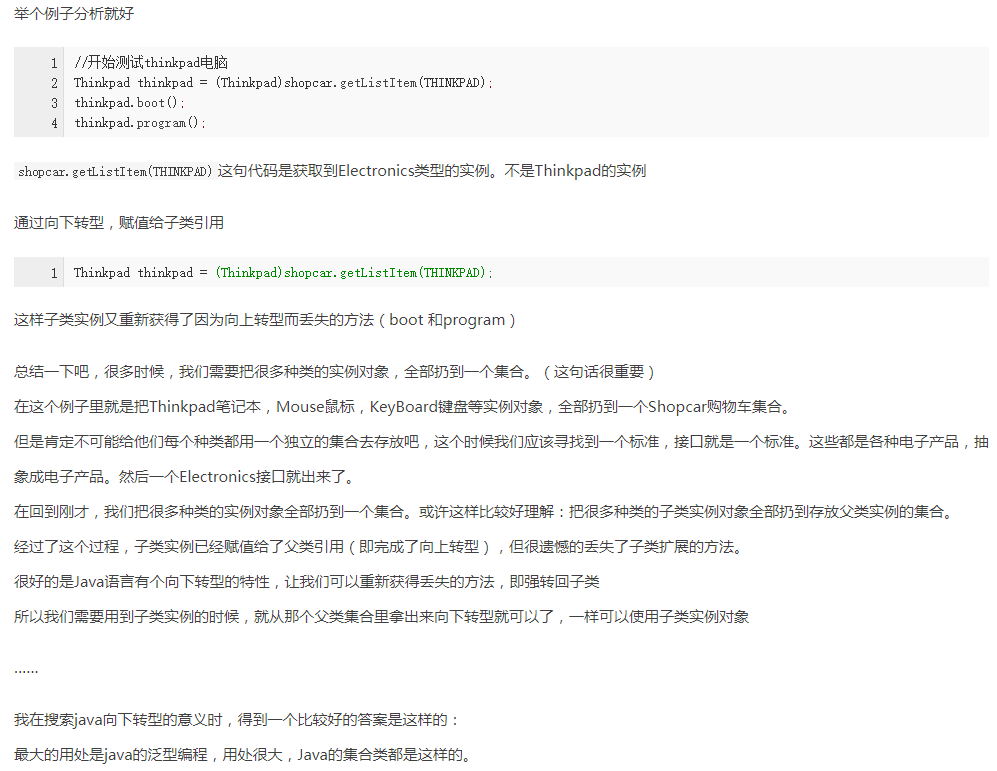 举个例子分析就好
1 //开始测试thinkpad电脑
2 Thinkpad thinkpad = (Thinkpad)shopcar.getListItem(THINKPAD);
3 thinkpad.boot();
4 thinkpad.program();
shopcar.getListItem(THINKPAD) 这句代码是获取到Electronics类型的实例。不是Thinkpad的实例
通过向下转型，赋值给子类引用
1 Thinkpad thinkpad = (Thinkpad)shopcar.getListItem(THINKPAD);
这样子类实例又重新获得了因为向上转型而丢失的方法（boot 和program）
总结一下吧，很多时候，我们需要把很多种类的实例对象，全部扔到一个集合。（这句话很重要）
在这个例子里就是把Thinkpad笔记本，Mouse鼠标，KeyBoard键盘等实例对象，全部扔到一个Shopcar购物车集合。
但是肯定不可能给他们每个种类都用一个独立的集合去存放吧，这个时候我们应该寻找到一个标准，接口就是一个标准。这些都是各种电子产品，抽
象成电子产品。然后一个Electronics接口就出来了。
在回到刚才，我们把很多种类的实例对象全部扔到一个集合。或许这样比较好理解：把很多种类的子类实例对象全部扔到存放父类实例的集合。
经过了这个过程，子类实例已经赋值给了父类引用（即完成了向上转型），但很遗憾的丢失了子类扩展的方法。
很好的是Java语言有个向下转型的特性，让我们可以重新获得丢失的方法，即强转回子类
所以我们需要用到子类实例的时候，就从那个父类集合里拿出来向下转型就可以了，一样可以使用子类实例对象
……
我在搜索java向下转型的意义时，得到一个比较好的答案是这样的：
最大的用处是java的泛型编程，用处很大，Java的集合类都是这样的。